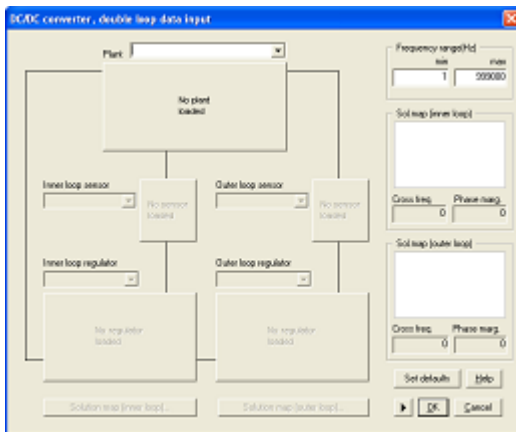 DC/DC converter, double loop data input
Plant
No plant
loaded
Inner loop sensor
No sensor
loaded
Outer loop sensor
No sensor
loaded
Inner loop regulator
No regulator
loaded
Outer loop regulator
No regulator
loaded
Solution map (inner loop)...
Solution map (outer loop)...
Frequency range(Hz)
min max
1 999000
Sol.map (inner loop)
Cross freq. Phase marg.
0 0
Sol.map (outer loop)
Cross freq. Phase marg.
0 0
Set defaults Help
OK Cancel